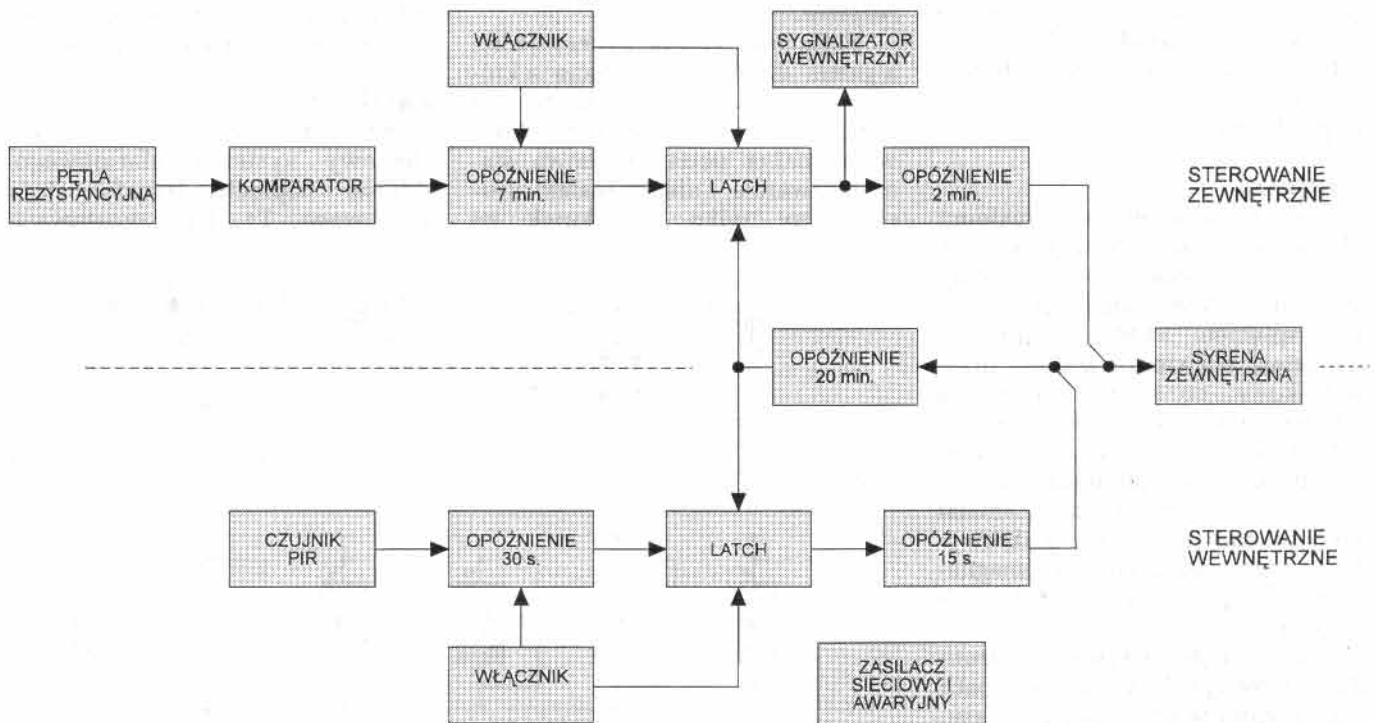 WŁĄCZNIK
SYGNALIZATOR
WEWNĘTRZNY
PĘTLA
REZYSTANCYJNA
KOMPARATOR
OPÓŹNIENIE
7 min.
LATCH
OPÓŹNIENIE
2 min.
STEROWANIE
ZEWNĘTRZNE
OPÓŹNIENIE
20 min.
SYRENA
ZEWNĘTRZNA
CZUJNIK
PIR
OPÓŹNIENIE
30 s.
LATCH
OPÓŹNIENIE
15 s.
STEROWANIE
WEWNĘTRZNE
WŁĄCZNIK
ZASILACZ
SIECIOWY I
AWARYJNY